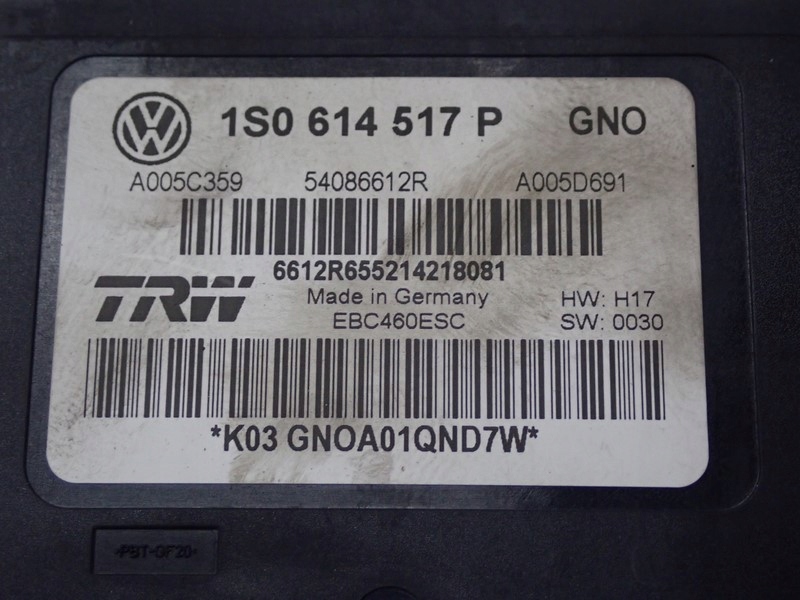 1S0 614 517 P GNO
A005C359 54086612R A005D691
6612R655214218081
TRW
Made in Germany HW: H17
EBC460ESC SW: 0030
*K03 GNOA01QND7W*
>PBT-GF20<